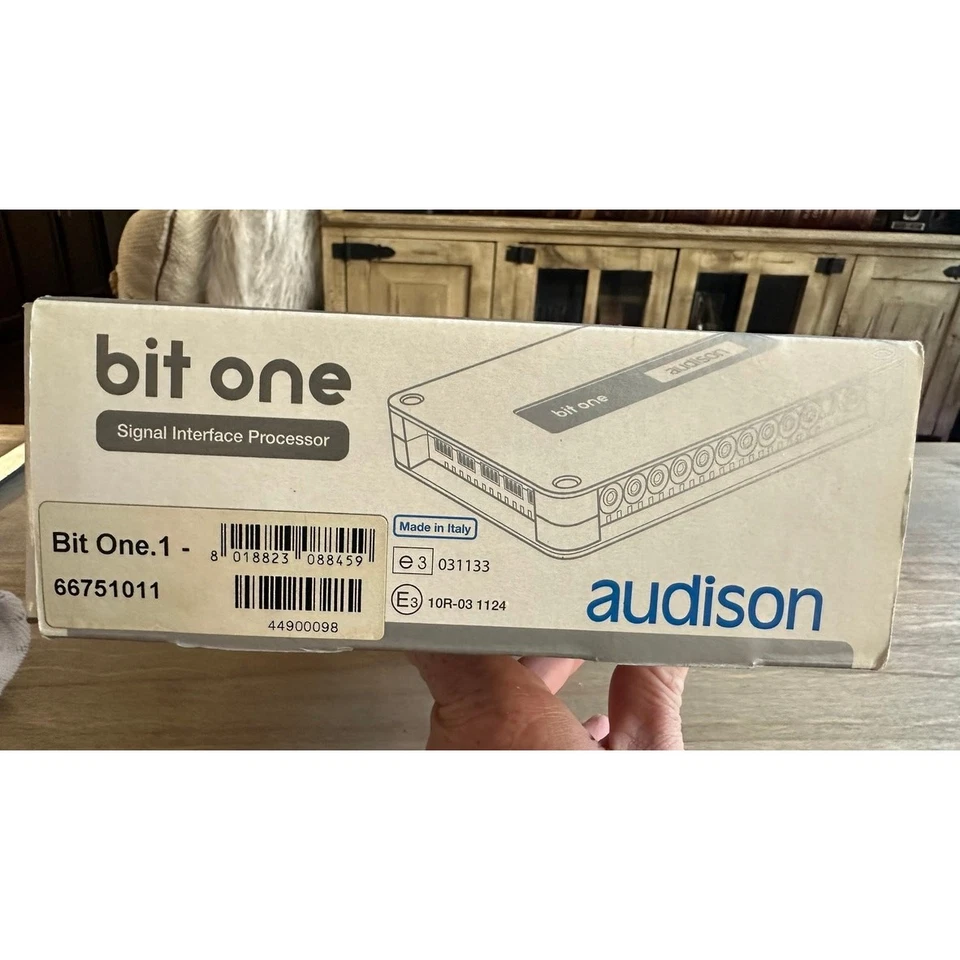 bit one
Signal Interface Processor
bit one
audison
Bit One.1 -
66751011
8 018823 088459
44900098
Made in Italy
e3 031133
E3 10R-03 1124
audison